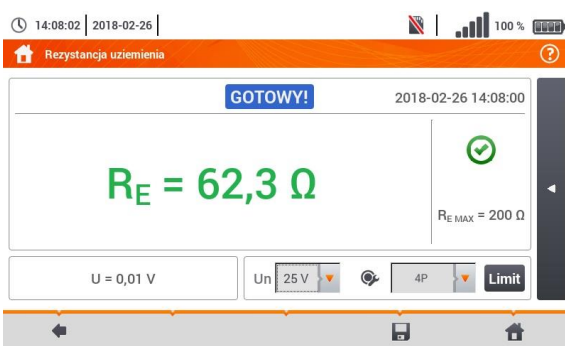 14:08:02 2018-02-26 100 %
Rezystancja uziemienia ?
GOTOWY! 2018-02-26 14:08:00
RE = 62,3 Ω
RE MAX = 200 Ω
U = 0,01 V Un 25 V 4P Limit